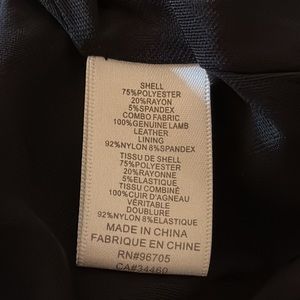 SHELL
75%POLYESTER
20%RAYON
5%SPANDEX
COMBO FABRIC
100%GENUINE LAMB
LEATHER
LINING
92%NYLON 8%SPANDEX
TISSU DE SHELL
75%POLYESTER
20%RAYONNE
5%ELASTIQUE
TISSU COMBINÉ
100%CUIR D'AGNEAU
VÉRITABLE
DOUBLURE
92%NYLON 8%ELASTIQUE
MADE IN CHINA
FABRIQUE EN CHINE
RN#96705
CA#34460